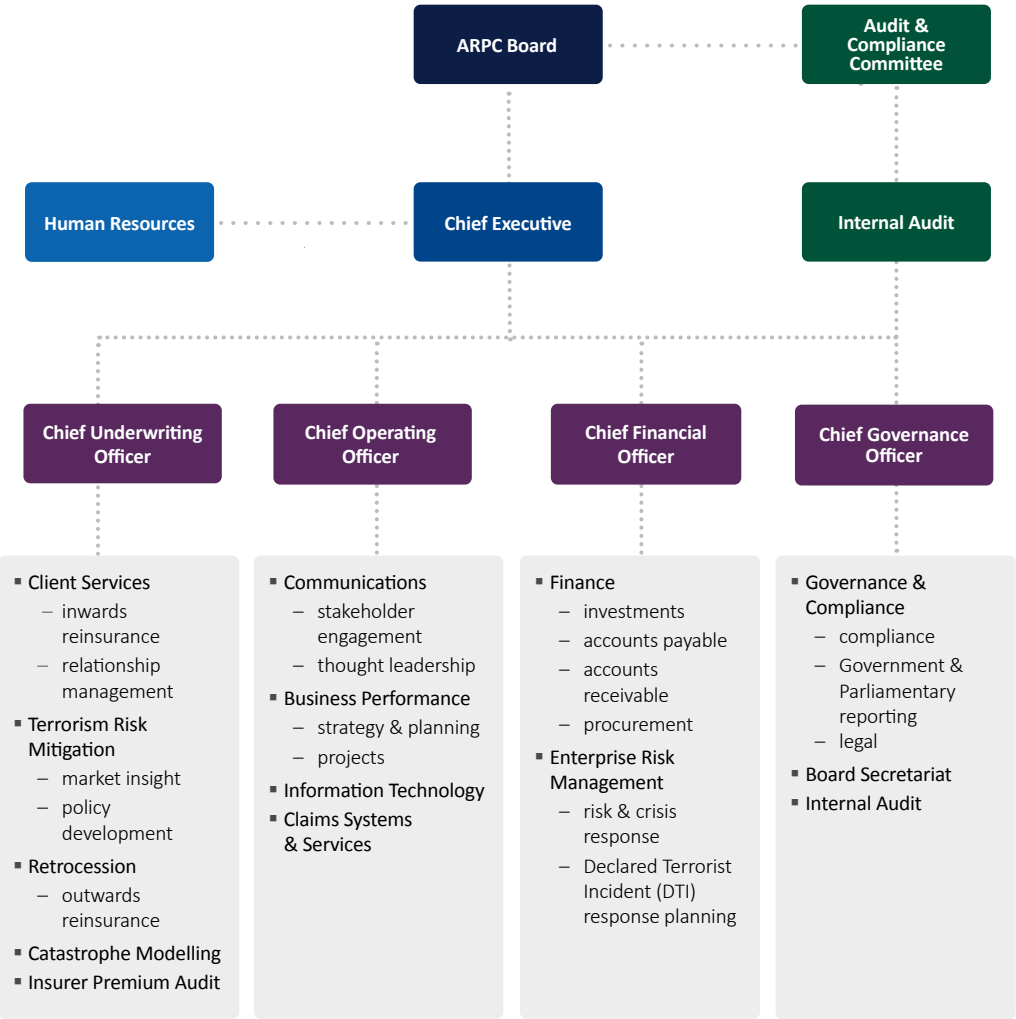 ARPC Board
Audit &
Compliance
Committee
Human Resources
Chief Executive
Internal Audit
Chief Underwriting
Officer
Chief Operating
Officer
Chief Financial
Officer
Chief Governance
Officer
▪ Client Services
– inwards
reinsurance
– relationship
management
▪ Terrorism Risk
Mitigation
– market insight
– policy
development
▪ Retrocession
– outwards
reinsurance
▪ Catastrophe Modelling
▪ Insurer Premium Audit
▪ Communications
– stakeholder
engagement
– thought leadership
▪ Business Performance
– strategy & planning
– projects
▪ Information Technology
▪ Claims Systems
& Services
▪ Finance
– investments
– accounts payable
– accounts
receivable
– procurement
▪ Enterprise Risk
Management
– risk & crisis
response
– Declared Terrorist
Incident (DTI)
response planning
▪ Governance &
Compliance
– compliance
– Government &
Parliamentary
reporting
– legal
▪ Board Secretariat
▪ Internal Audit